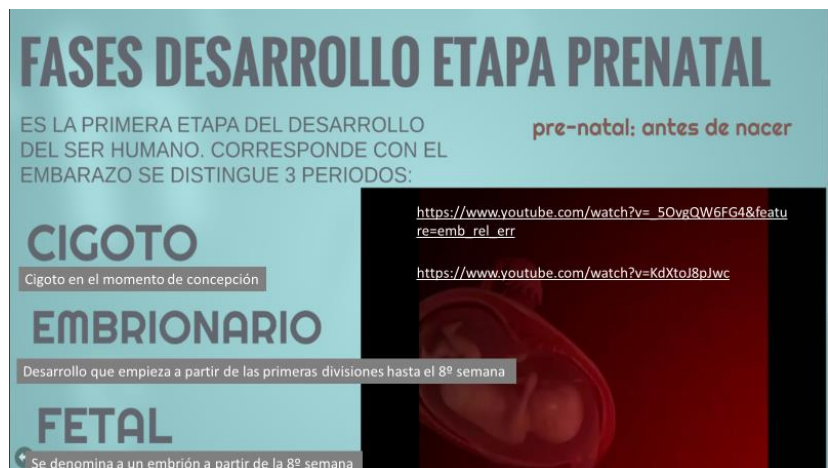 FASES DESARROLLO ETAPA PRENATAL
ES LA PRIMERA ETAPA DEL DESARROLLO
DEL SER HUMANO. CORRESPONDE CON EL
EMBARAZO SE DISTINGUE 3 PERIODOS:
pre-natal: antes de nacer
https://www.youtube.com/watch?v=_5OvgQW6FG4&featu
re=emb_rel_err
https://www.youtube.com/watch?v=KdXtoJ8pJwc
CIGOTO
Cigoto en el momento de concepción
EMBRIONARIO
Desarrollo que empieza a partir de las primeras divisiones hasta el 8º semana
FETAL
Se denomina a un embrión a partir de la 8º semana